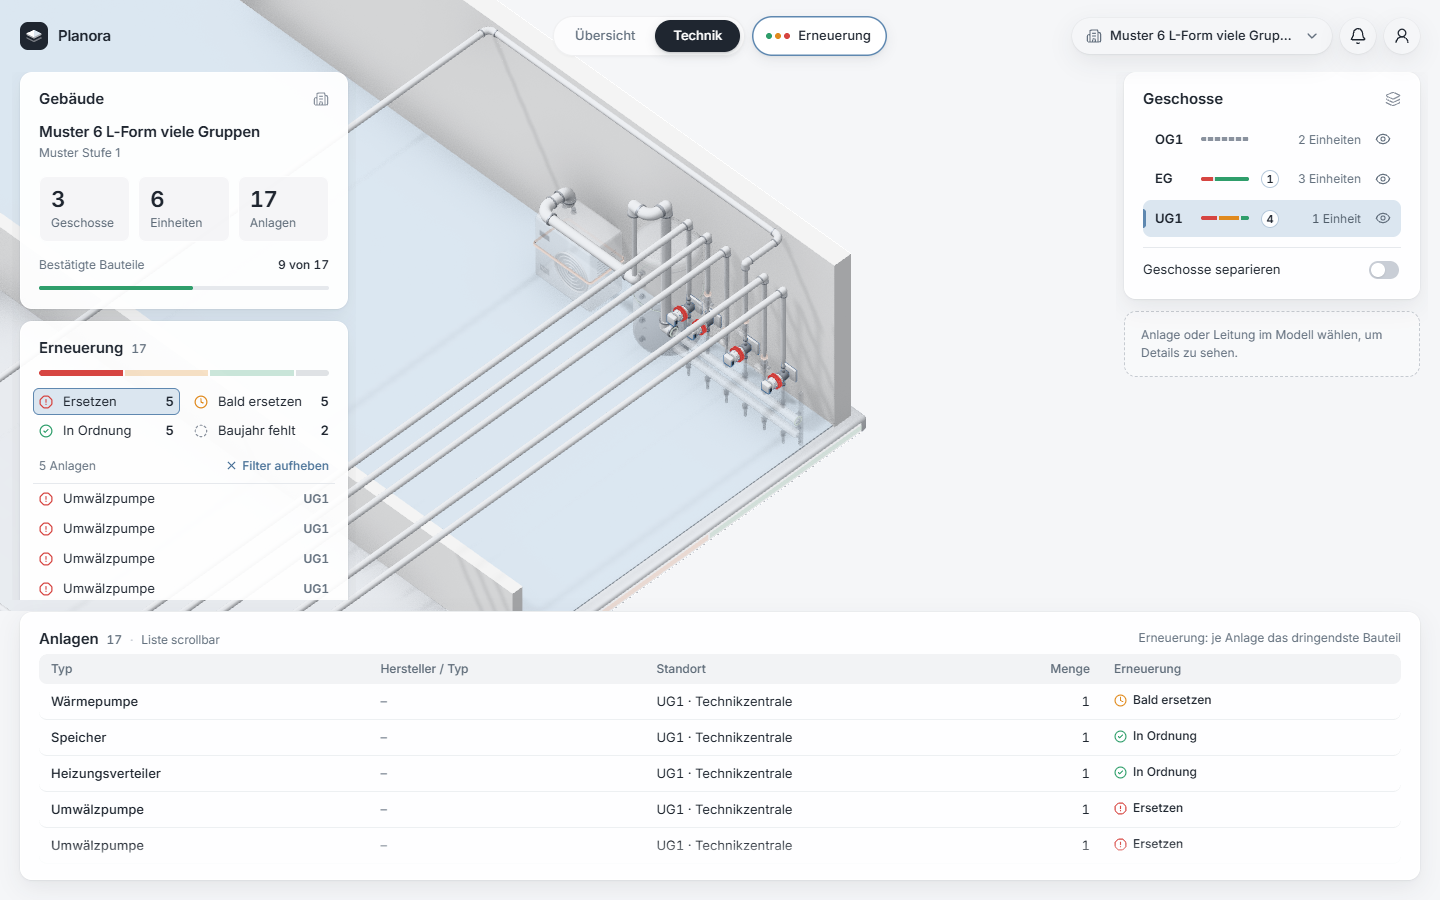 Planora
Übersicht
Technik
Erneuerung
Muster 6 L-Form viele Grup...
Gebäude
Muster 6 L-Form viele Gruppen
Muster Stufe 1
3 6 17
Geschosse Einheiten Anlagen
Bestätigte Bauteile 9 von 17
Erneuerung 17
Ersetzen 5 Bald ersetzen 5
In Ordnung 5 Baujahr fehlt 2
5 Anlagen Filter aufheben
Umwälzpumpe UG1
Umwälzpumpe UG1
Umwälzpumpe UG1
Umwälzpumpe UG1
Geschosse
OG1 2 Einheiten
EG 1 3 Einheiten
UG1 4 1 Einheit
Geschosse separieren
Anlage oder Leitung im Modell wählen, um
Details zu sehen.
Anlagen 17 · Liste scrollbar Erneuerung: je Anlage das dringendste Bauteil
Typ Hersteller / Typ Standort Menge Erneuerung
Wärmepumpe – UG1 · Technikzentrale 1 Bald ersetzen
Speicher – UG1 · Technikzentrale 1 In Ordnung
Heizungsverteiler – UG1 · Technikzentrale 1 In Ordnung
Umwälzpumpe – UG1 · Technikzentrale 1 Ersetzen
Umwälzpumpe – UG1 · Technikzentrale 1 Ersetzen